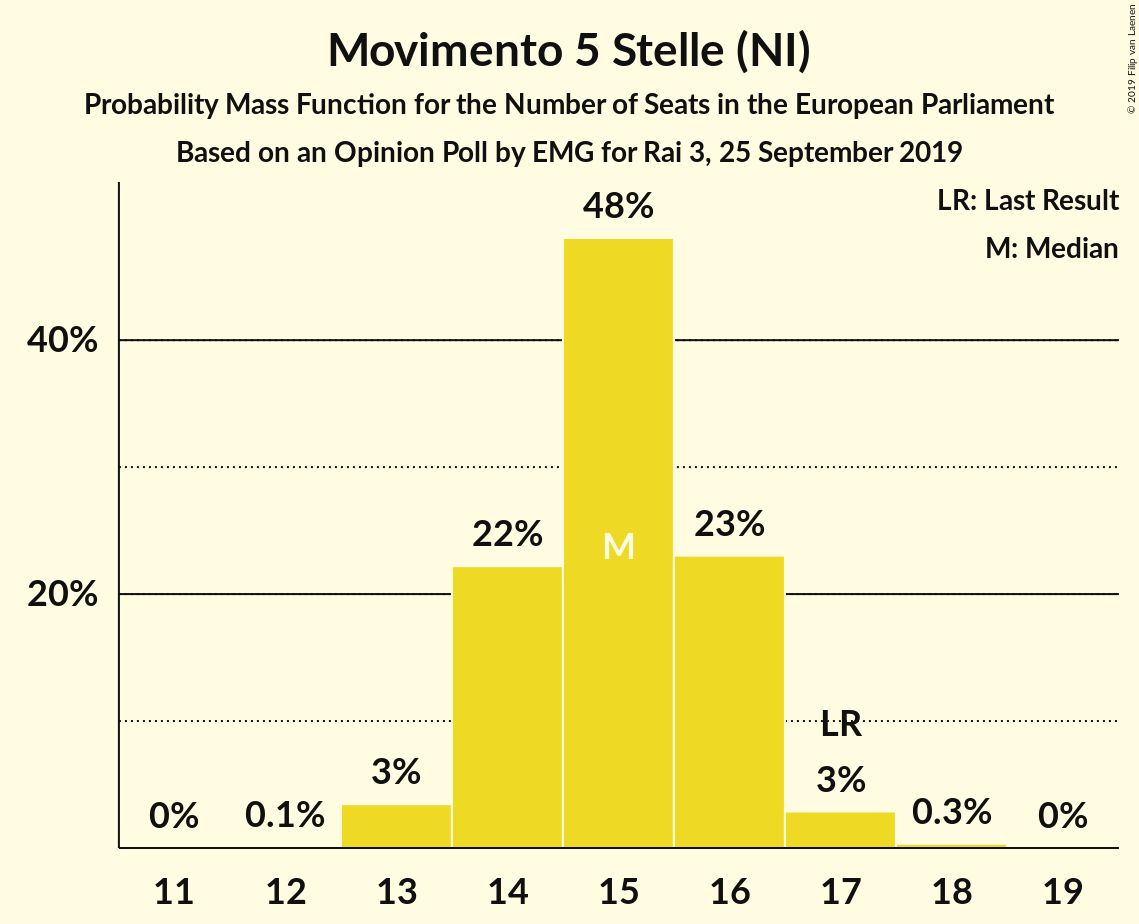 Movimento 5 Stelle (NI)
Probability Mass Function for the Number of Seats in the European Parliament
Based on an Opinion Poll by EMG for Rai 3, 25 September 2019
© 2019 Filip van Laenen
LR: Last Result
M: Median
48%
40%
22%
23%
M
20%
LR
3%
3%
0%
0.1%
0.3%
0%
11 12 13 14 15 16 17 18 19